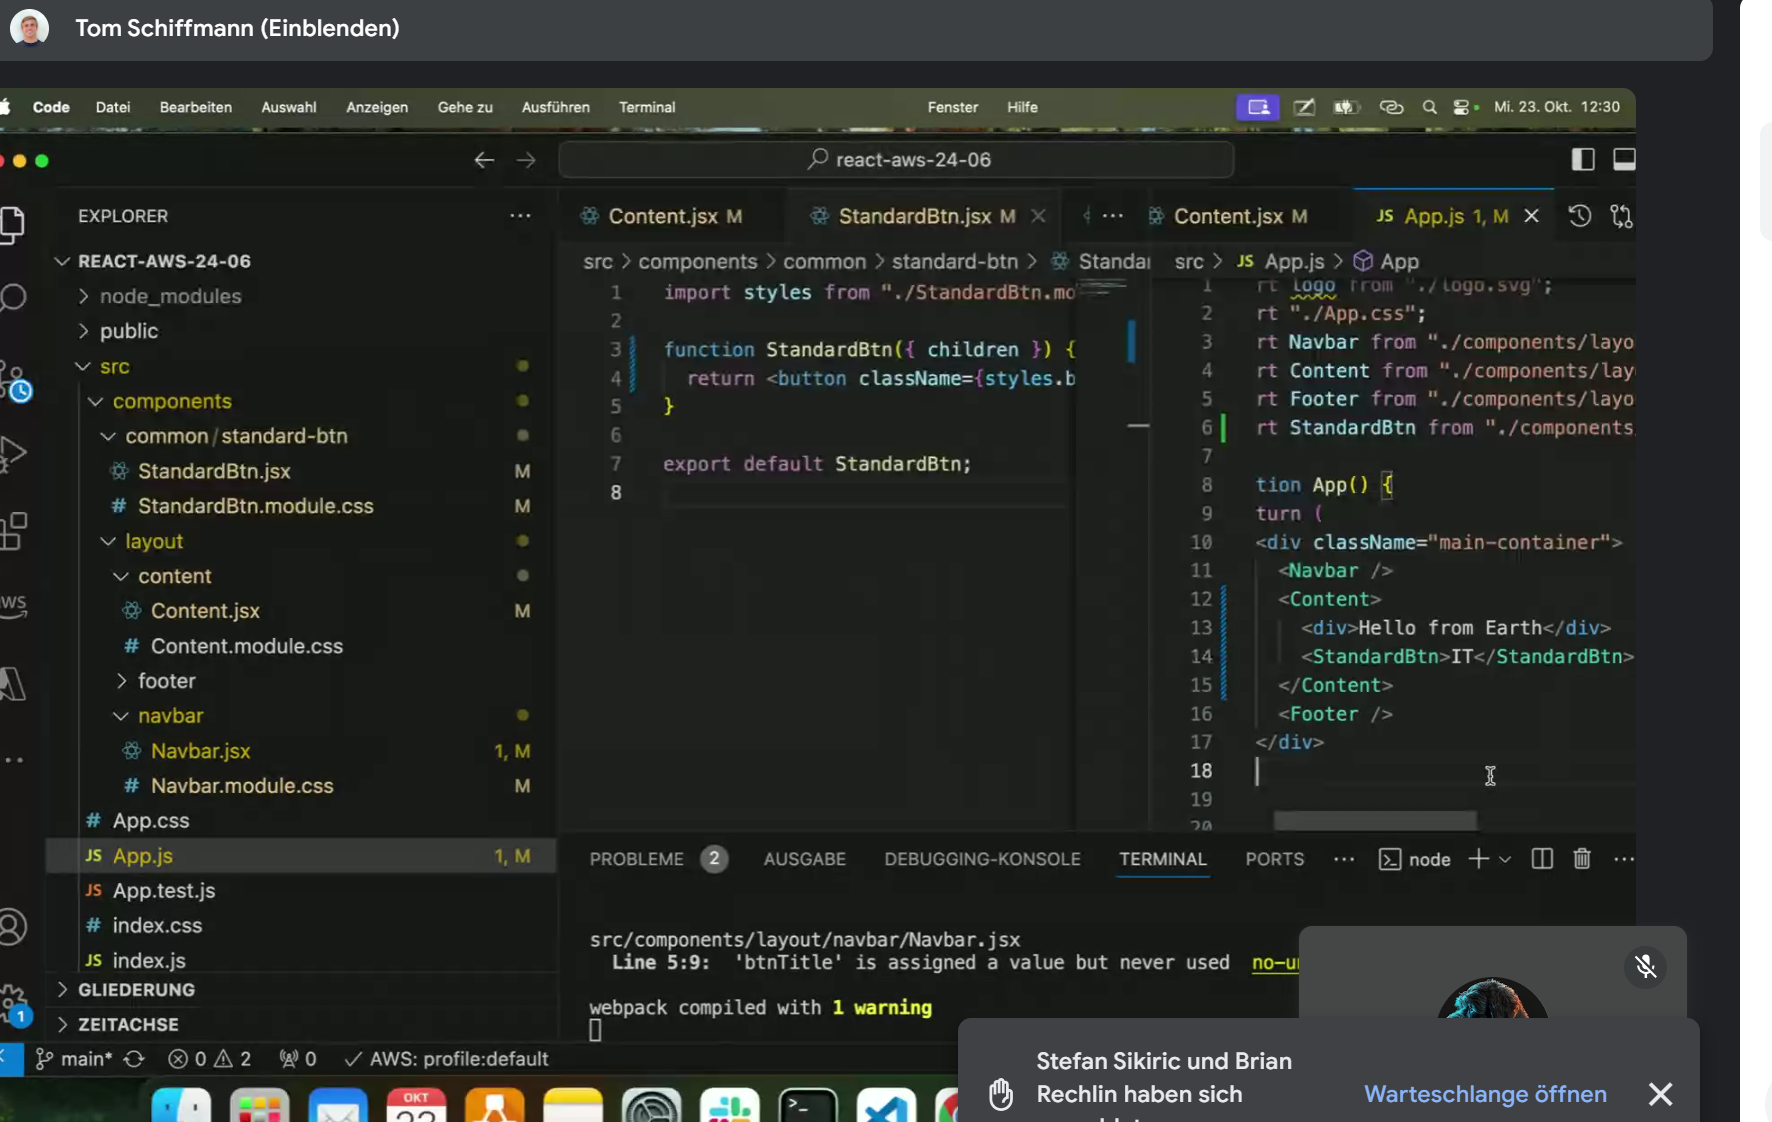 Tom Schiffmann (Einblenden)
Code Datei Bearbeiten Auswahl Anzeigen Gehe zu Ausführen Terminal Fenster Hilfe Mi. 23. Okt. 12:30
react-aws-24-06
EXPLORER
REACT-AWS-24-06
node_modules
public
src
components
common/standard-btn
StandardBtn.jsx M
StandardBtn.module.css M
layout
content
Content.jsx M
Content.module.css
footer
navbar
Navbar.jsx 1, M
Navbar.module.css M
App.css
JS App.js 1, M
JS App.test.js
index.css
JS index.js
GLIEDERUNG
ZEITACHSE
Content.jsx M StandardBtn.jsx M
src > components > common > standard-btn > Standar
1 import styles from "./StandardBtn.mo
2
3 function StandardBtn({ children }) {
4 return <button className={styles.b
5 }
6
7 export default StandardBtn;
8
Content.jsx M JS App.js 1, M
src > JS App.js > App
1 rt logo from "./logo.svg";
2 rt "./App.css";
3 rt Navbar from "./components/layo
4 rt Content from "./components/lay
5 rt Footer from "./components/layo
6 rt StandardBtn from "./components
7
8 tion App() {
9 turn (
10 <div className="main-container">
11 <Navbar />
12 <Content>
13 <div>Hello from Earth</div>
14 <StandardBtn>IT</StandardBtn>
15 </Content>
16 <Footer />
17 </div>
18
19
20
PROBLEME 2 AUSGABE DEBUGGING-KONSOLE TERMINAL PORTS node
src/components/layout/navbar/Navbar.jsx
Line 5:9: 'btnTitle' is assigned a value but never used no-u
webpack compiled with 1 warning
aws
1
main* 0 2 0 AWS: profile:default
OKT
Stefan Sikiric und Brian
Rechlin haben sich
Warteschlange öffnen